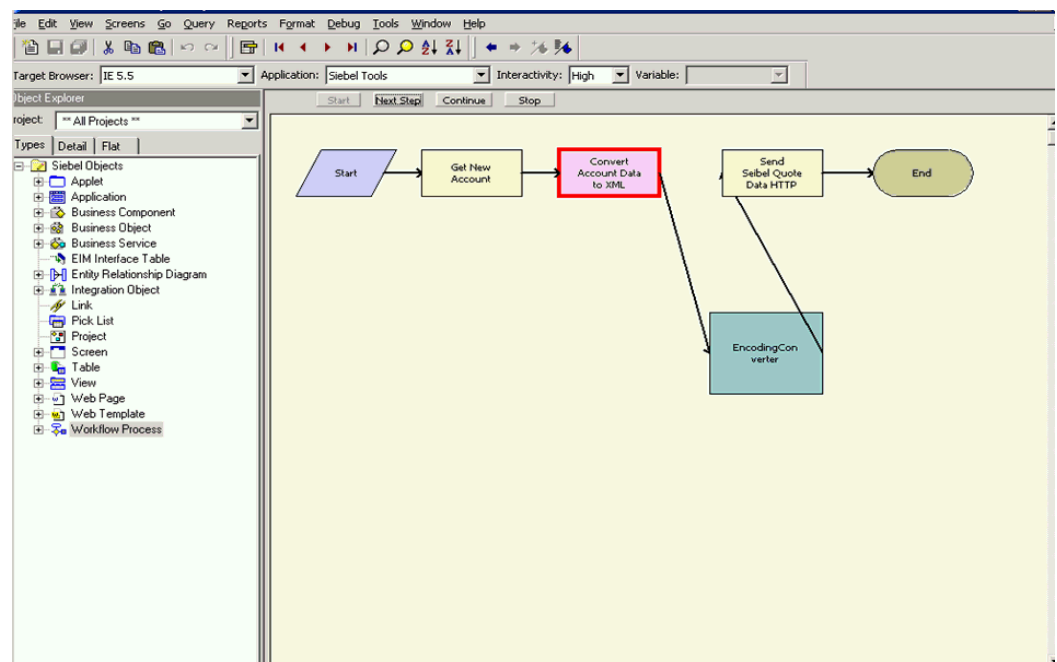 ile Edit View Screens Go Query Reports Format Debug Tools Window Help
Target Browser: IE 5.5 Application: Siebel Tools Interactivity: High Variable:
Object Explorer
Project: ** All Projects **
Types Detail Flat
Start Next Step Continue Stop
Siebel Objects
Applet
Application
Business Component
Business Object
Business Service
EIM Interface Table
Entity Relationship Diagram
Integration Object
Link
Pick List
Project
Screen
Table
View
Web Page
Web Template
Workflow Process
Start
Get New
Account
Convert
Account Data
to XML
Send
Seibel Quote
Data HTTP
End
EncodingCon
verter